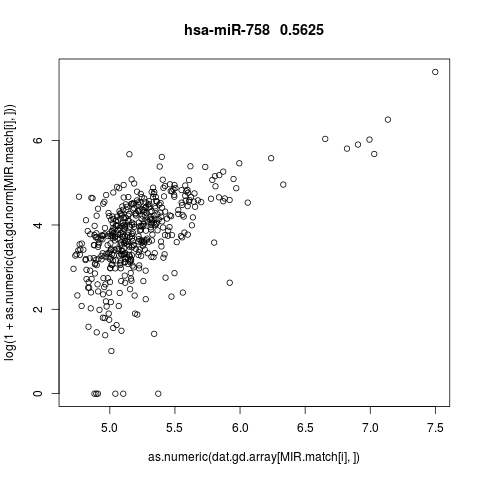 hsa-miR-758 0.5625
log(1 + as.numeric(dat.gd.norm[MIR.match[i], ]))
6
4
2
0
5.0 5.5 6.0 6.5 7.0 7.5
as.numeric(dat.gd.array[MIR.match[i], ])